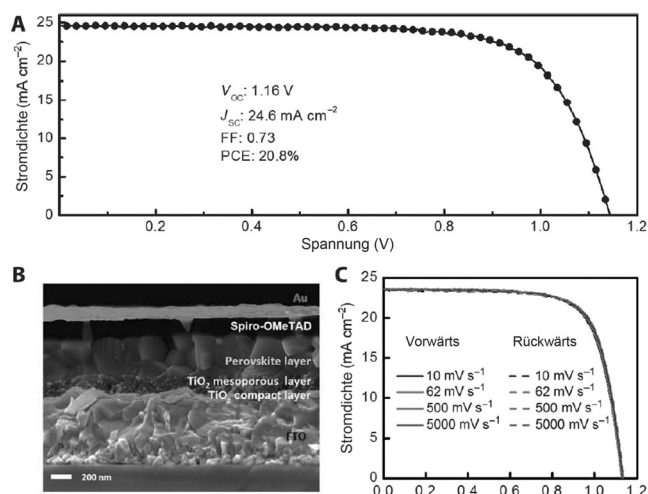 A
Stromdichte (mA cm⁻²)
25
20
15
10
5
0
V_OC: 1.16 V
J_SC: 24.6 mA cm⁻²
FF: 0.73
PCE: 20.8%
0.2
0.4
0.6
0.8
1.0
1.2
Spannung (V)
B
Au
Spiro-OMeTAD
Perovskite layer
TiO₂ mesoporous layer
TiO₂ compact layer
FTO
200 nm
C
Stromdichte (mA cm⁻²)
25
20
15
10
5
0
Vorwärts Rückwärts
10 mV s⁻¹ 10 mV s⁻¹
62 mV s⁻¹ 62 mV s⁻¹
500 mV s⁻¹ 500 mV s⁻¹
5000 mV s⁻¹ 5000 mV s⁻¹
0.0 0.2 0.4 0.6 0.8 1.0 1.2